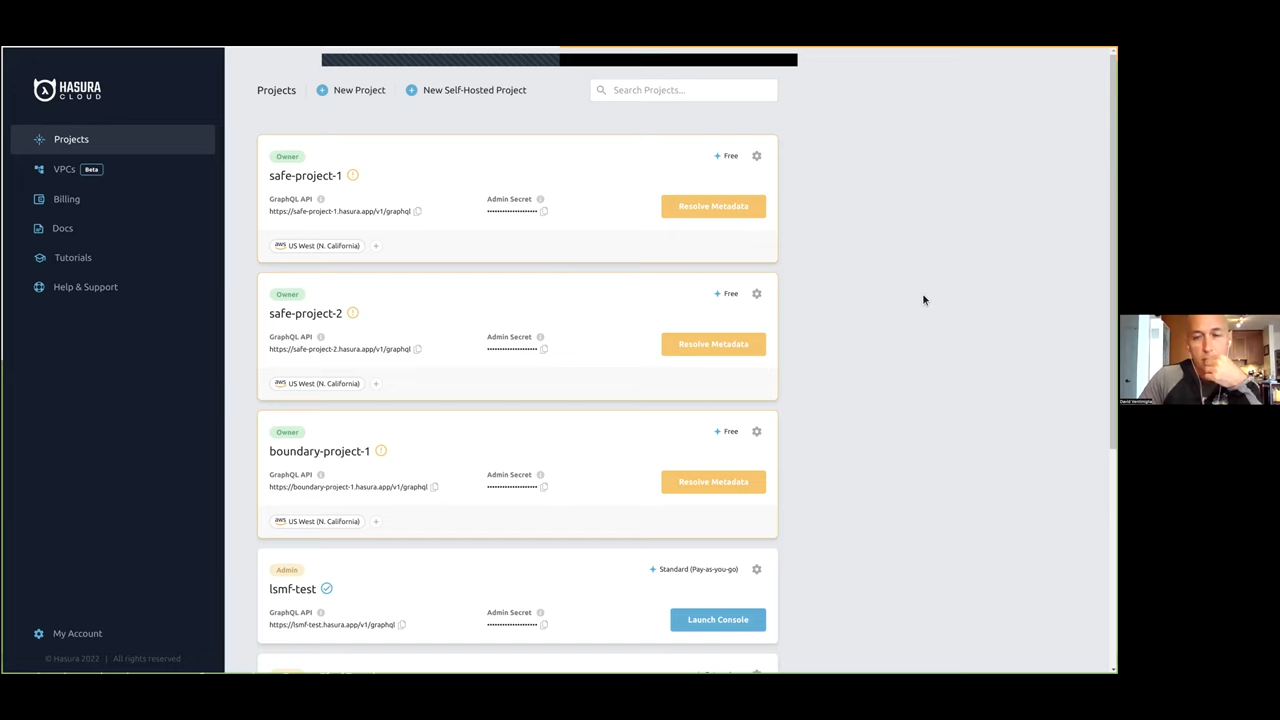 HASURA
CLOUD
Projects
VPCs Beta
Billing
Docs
Tutorials
Help & Support
My Account
© Hasura 2022 | All rights reserved
Projects New Project New Self-Hosted Project Search Projects...
Owner Free
safe-project-1
GraphQL API Admin Secret
https://safe-project-1.hasura.app/v1/graphql
Resolve Metadata
aws US West (N. California) +
Owner Free
safe-project-2
GraphQL API Admin Secret
https://safe-project-2.hasura.app/v1/graphql
Resolve Metadata
aws US West (N. California) +
Owner Free
boundary-project-1
GraphQL API Admin Secret
https://boundary-project-1.hasura.app/v1/graphql
Resolve Metadata
aws US West (N. California) +
Admin Standard (Pay-as-you-go)
lsmf-test
GraphQL API Admin Secret
https://lsmf-test.hasura.app/v1/graphql
Launch Console
David Ventimiglia